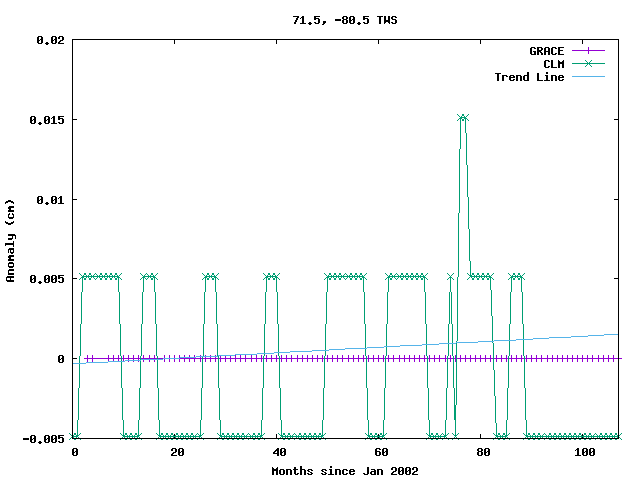 71.5, -80.5 TWS
GRACE
CLM
Trend Line
0.02
0.015
0.01
0.005
0
-0.005
Anomaly (cm)
0 20 40 60 80 100
Months since Jan 2002